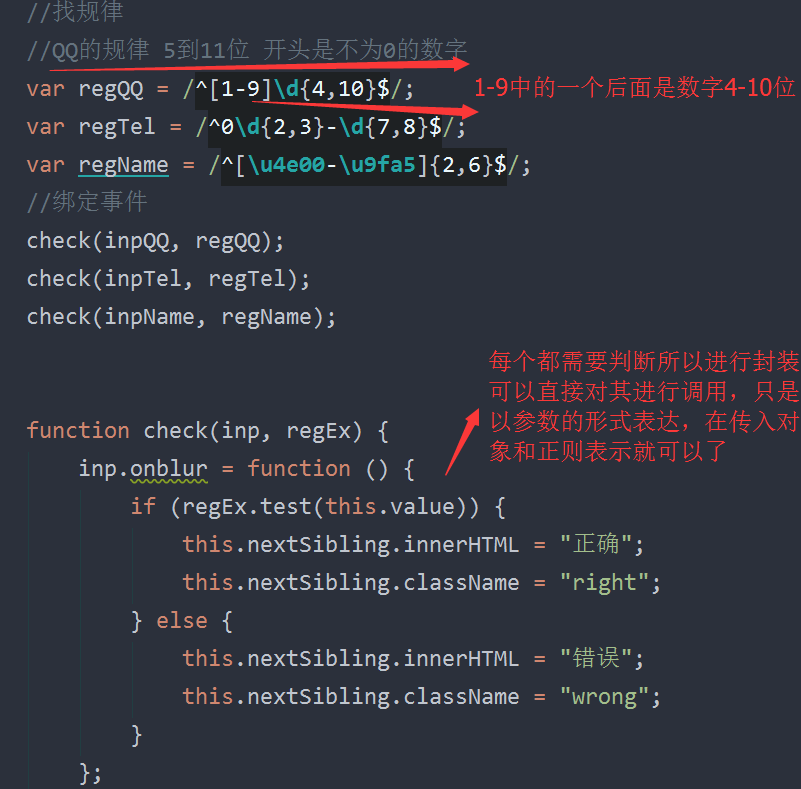 //找规律
//QQ的规律 5到11位 开头是不为0的数字
var regQQ = /^[1-9]\d{4,10}$/;
1-9中的一个后面是数字4-10位
var regTel = /^0\d{2,3}-\d{7,8}$/;
var regName = /^[\u4e00-\u9fa5]{2,6}$/;
//绑定事件
check(inpQQ, regQQ);
check(inpTel, regTel);
check(inpName, regName);
每个都需要判断所以进行封装
可以直接对其进行调用，只是
以参数的形式表达，在传入对
象和正则表示就可以了
function check(inp, regEx) {
inp.onblur = function () {
if (regEx.test(this.value)) {
this.nextSibling.innerHTML = "正确";
this.nextSibling.className = "right";
} else {
this.nextSibling.innerHTML = "错误";
this.nextSibling.className = "wrong";
}
};